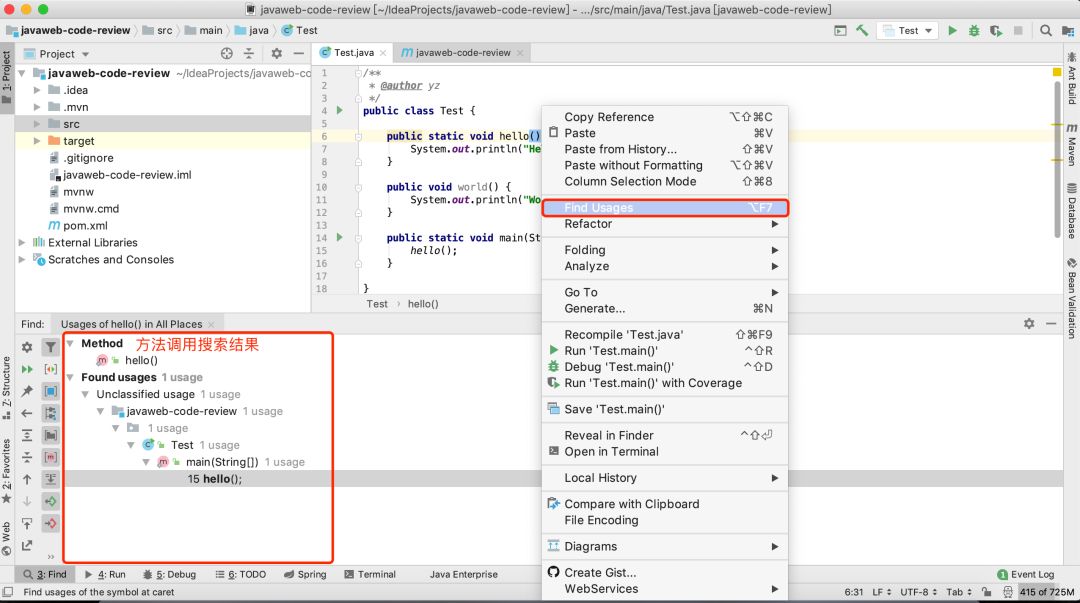 javaweb-code-review [~/IdeaProjects/javaweb-code-review] - .../src/main/java/Test.java [javaweb-code-review]
javaweb-code-review src main java Test
Test
1: Project
Project
Test.java
javaweb-code-review
javaweb-code-review ~/IdeaProjects/javaweb-co
.idea
.mvn
src
target
.gitignore
javaweb-code-review.iml
mvnw
mvnw.cmd
pom.xml
External Libraries
Scratches and Consoles
1 /**
2 * @author yz
3 */
4 public class Test {
5
6 public static void hello()
7 System.out.println("He
8 }
9
10 public void world() {
11 System.out.println("Wo
12 }
13
14 public static void main(St
15 hello();
16 }
17
18 }
Test › hello()
Copy Reference ⌥⇧⌘C
Paste ⌘V
Paste from History... ⇧⌘V
Paste without Formatting ⌥⇧⌘V
Column Selection Mode ⇧⌘8
Find Usages ⌥F7
Refactor
Folding
Analyze
Go To
Generate... ⌘N
Recompile 'Test.java' ⇧⌘F9
Run 'Test.main()' ^⇧R
Debug 'Test.main()' ^⇧D
Run 'Test.main()' with Coverage
Save 'Test.main()'
Reveal in Finder ^⇧⏎
Open in Terminal
Local History
Compare with Clipboard
File Encoding
Diagrams
Create Gist...
WebServices
Ant Build
Maven
Database
Bean Validation
Find: Usages of hello() in All Places
Method 方法调用搜索结果
hello()
Found usages 1 usage
Unclassified usage 1 usage
javaweb-code-review 1 usage
1 usage
Test 1 usage
main(String[]) 1 usage
15 hello();
Z: Structure
2: Favorites
Web
3: Find 4: Run 5: Debug 6: TODO Spring Terminal Java Enterprise
1 Event Log
Find usages of the symbol at caret
6:31 LF UTF-8 Tab 415 of 725M